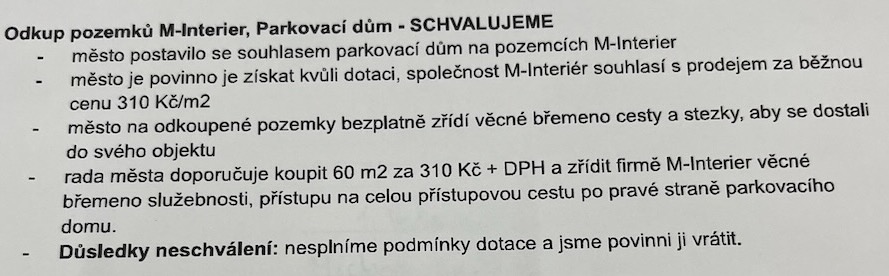 Odkup pozemků M-Interier, Parkovací dům - SCHVALUJEME
- město postavilo se souhlasem parkovací dům na pozemcích M-Interier
- město je povinno je získat kvůli dotaci, společnost M-Interiér souhlasí s prodejem za běžnou
cenu 310 Kč/m2
- město na odkoupené pozemky bezplatně zřídí věcné břemeno cesty a stezky, aby se dostali
do svého objektu
- rada města doporučuje koupit 60 m2 za 310 Kč + DPH a zřídit firmě M-Interier věcné
břemeno služebnosti, přístupu na celou přístupovou cestu po pravé straně parkovacího
domu.
- Důsledky neschválení: nesplníme podmínky dotace a jsme povinni ji vrátit.